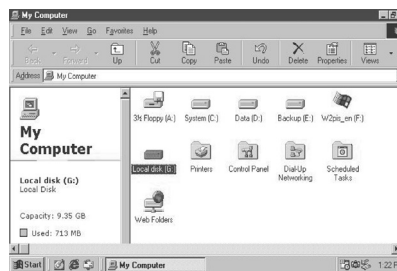 My Computer
File Edit View Go Favorites Help
Back Forward Up Cut Copy Paste Undo Delete Properties Views
Address My Computer
My
Computer
Local disk (G:)
Local Disk
Capacity: 9.35 GB
Used: 713 MB
3½ Floppy (A:) System (C:) Data (D:) Backup (E:) W2pis_en (F:)
Local disk (G:) Printers Control Panel Dial-Up Networking Scheduled Tasks
Web Folders
Start My Computer 1:22 P